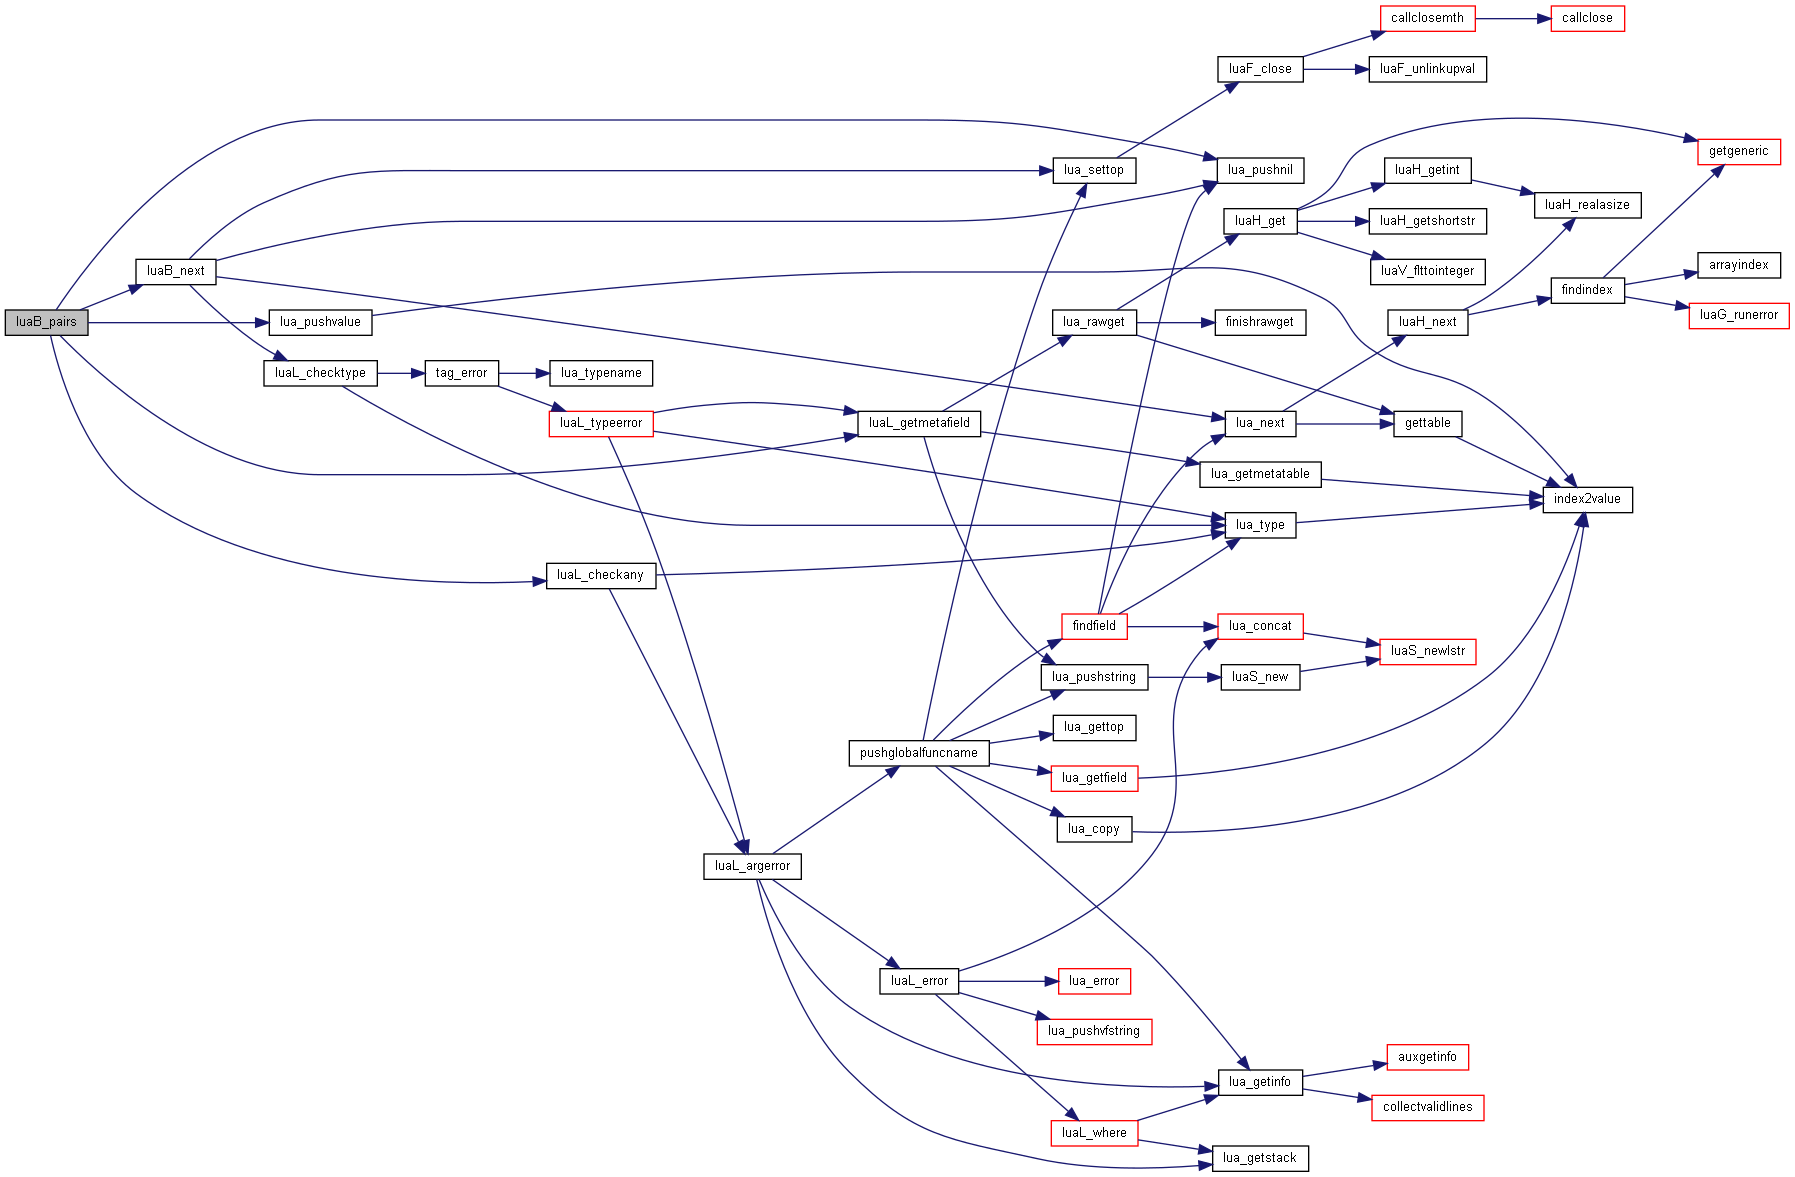 callclosemth
callclose
luaF_close
luaF_unlinkupval
getgeneric
lua_settop
lua_pushnil
luaH_getint
luaH_realasize
luaH_get
luaH_getshortstr
luaB_next
luaV_flttointeger
arrayindex
findindex
luaB_pairs
lua_pushvalue
lua_rawget
finishrawget
luaH_next
luaG_runerror
luaL_checktype
tag_error
lua_typename
luaL_typeerror
luaL_getmetafield
lua_next
gettable
lua_getmetatable
index2value
lua_type
luaL_checkany
findfield
lua_concat
luaS_newlstr
lua_pushstring
luaS_new
lua_gettop
pushglobalfuncname
lua_getfield
lua_copy
luaL_argerror
luaL_error
lua_error
lua_pushvfstring
auxgetinfo
lua_getinfo
collectvalidlines
luaL_where
lua_getstack